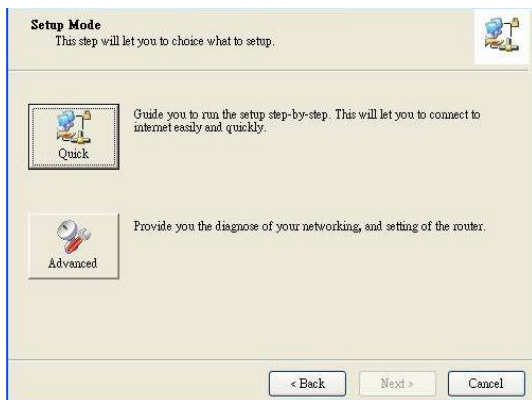 Setup Mode
This step will let you to choice what to setup.
Quick
Guide you to run the setup step-by-step. This will let you to connect to
internet easily and quickly.
Advanced
Provide you the diagnose of your networking, and setting of the router.
< Back
Next >
Cancel